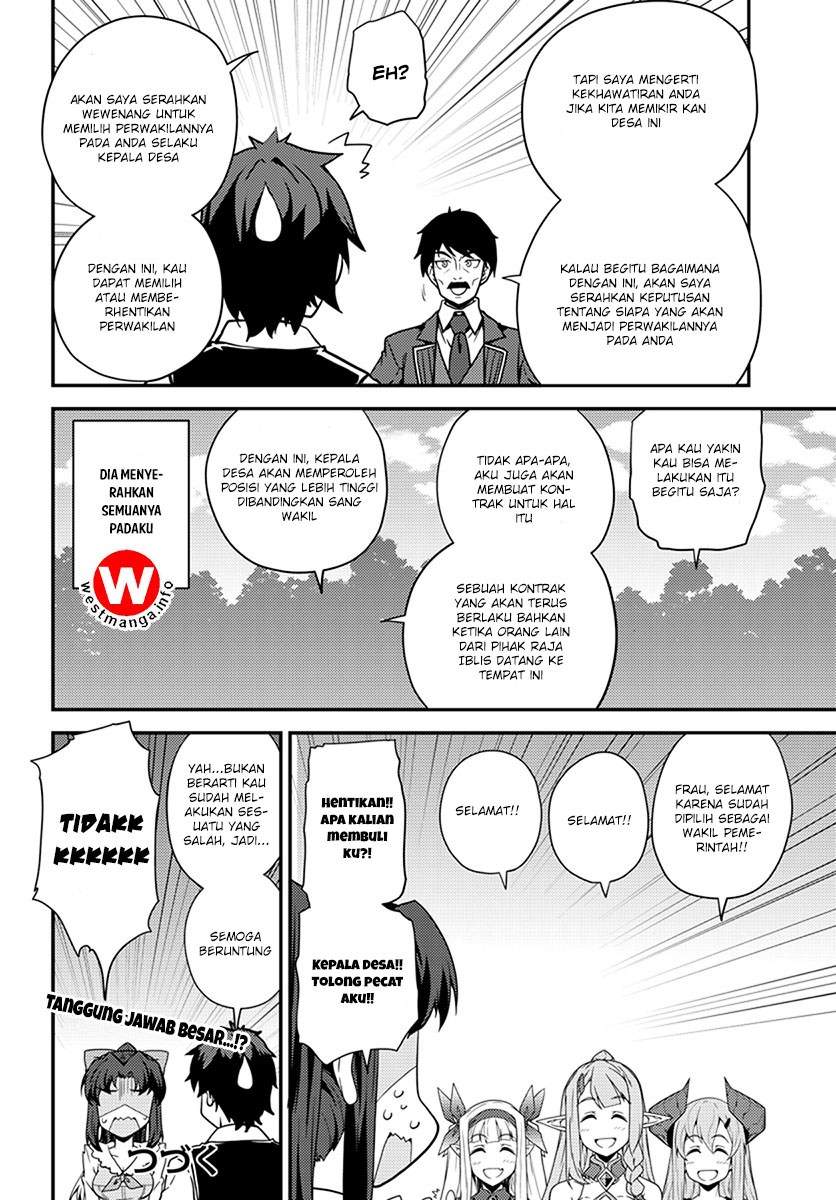 TAPI SAYA MENGERTI
KEKHAWATIRAN ANDA
JIKA KITA MEMIKIR KAN
DESA INI
KALAU BEGITU BAGAIMANA
DENGAN INI, AKAN SAYA
SERAHKAN KEPUTUSAN
TENTANG SIAPA YANG AKAN
MENJADI PERWAKILANNYA
PADA ANDA
EH?
AKAN SAYA SERAHKAN
WEWENANG UNTUK
MEMILIH PERWAKILANNYA
PADA ANDA SELAKU
KEPALA DESA
DENGAN INI, KAU
DAPAT MEMILIH
ATAU MEMBE-
RHENTIKAN
PERWAKILAN
APA KAU YAKIN
KAU BISA ME-
LAKUKAN ITU
BEGITU SAJA?
TIDAK APA-APA,
AKU JUGA AKAN
MEMBUAT KON-
TRAK UNTUK HAL
ITU
SEBUAH KONTRAK
YANG AKAN TERUS
BERLAKU BAHKAN
KETIKA ORANG LAIN
DARI PIHAK RAJA
IBLIS DATANG KE
TEMPAT INI
DENGAN INI, KEPALA
DESA AKAN MEMPEROLEH
POSISI YANG LEBIH TINGGI
DIBANDINGKAN SANG
WAKIL
DIA MENYE-
RAHKAN
SEMUANYA
PADAKU
W
westmanga.info
FRAU, SELAMAT
KARENA SUDAH
DIPILIH SEBAGAI
WAKIL PEME-
RINTAH!!
SELAMAT!!
SELAMAT!!
HENTIKAN!!
APA KALIAN
MEMBULI
KU?!
KEPALA DESA!!
TOLONG PECAT
AKU!!
YAH...BUKAN
BERARTI KAU
SUDAH MEL-
AKUKAN SES-
UATU YANG
SALAH, JADI...
SEMOGA
BERUNTUNG
TIDAKK
KKKKKK
TANGGUNG JAWAB BESAR...!?
つづく